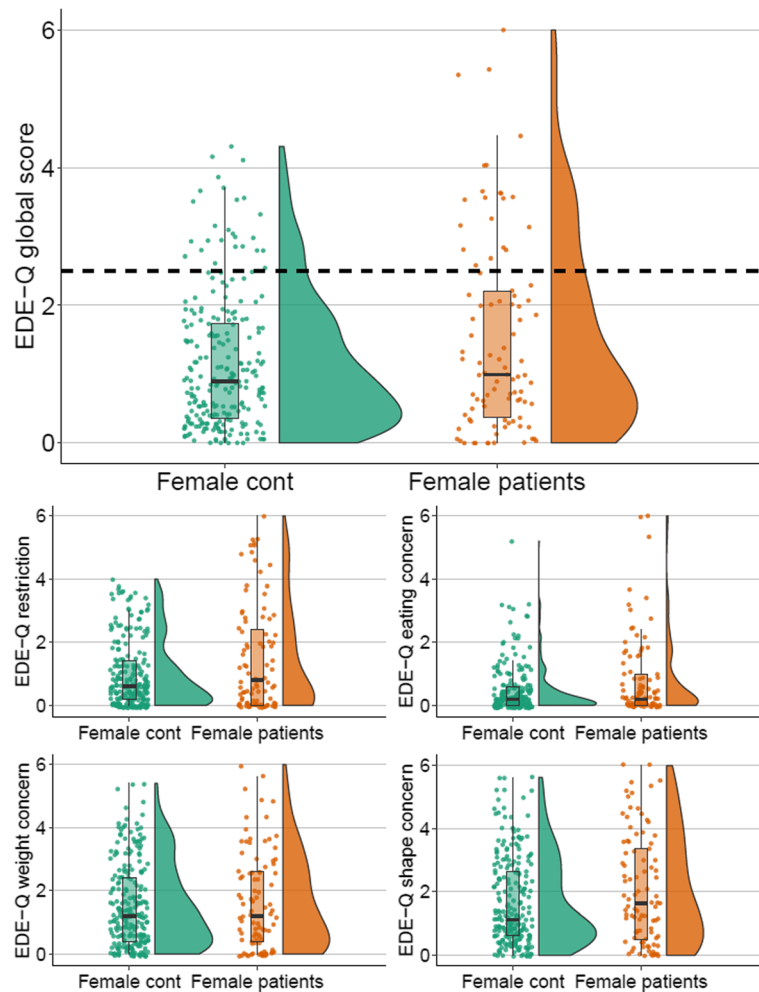 EDE−Q global score
6
4
2
0
Female cont Female patients
EDE−Q restriction
6
4
2
0
Female cont Female patients
EDE−Q eating concern
6
4
2
0
Female cont Female patients
EDE−Q weight concern
6
4
2
0
Female cont Female patients
EDE−Q shape concern
6
4
2
0
Female cont Female patients